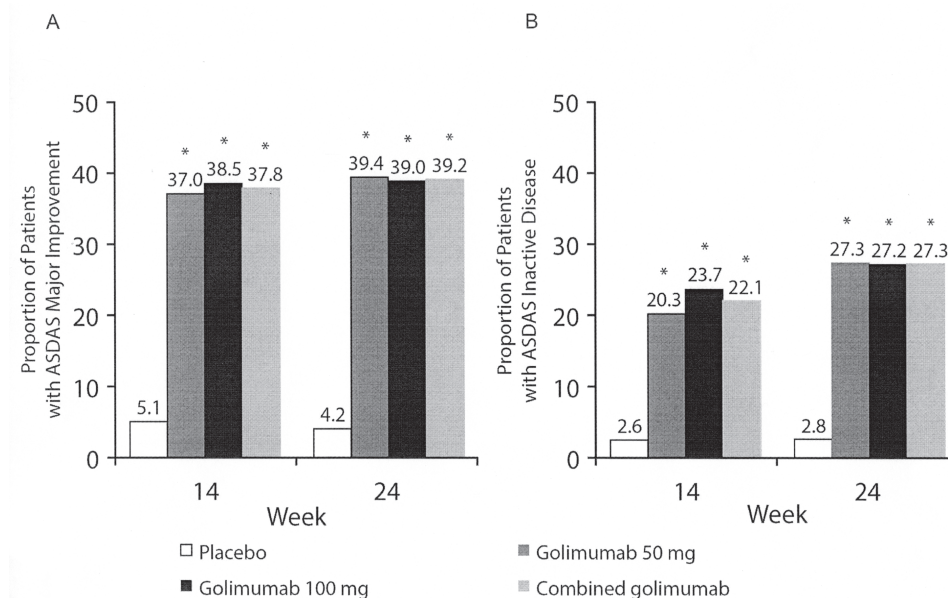 A
B
Proportion of Patients
with ASDAS Major Improvement
50
40
30
20
10
0
* * *
37.0 38.5 37.8
5.1
* * *
39.4 39.0 39.2
4.2
14 24
Week
Proportion of Patients
with ASDAS Inactive Disease
50
40
30
20
10
0
* * *
20.3 23.7 22.1
2.6
* * *
27.3 27.2 27.3
2.8
14 24
Week
Placebo
Golimumab 50 mg
Golimumab 100 mg
Combined golimumab